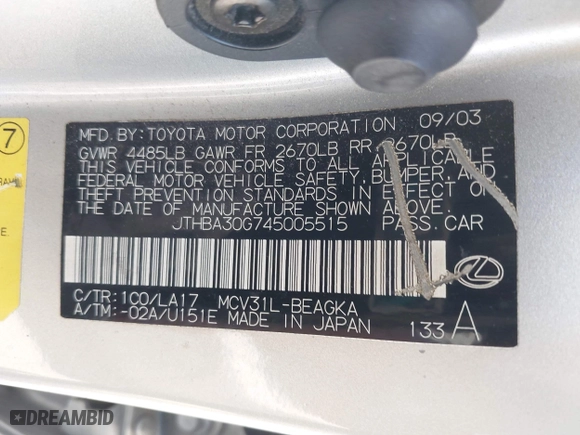 7
E.
MFD. BY: TOYOTA MOTOR CORPORATION 09/03
GVWR 4485LB GAWR FR 2670LB RR 2670LB
THIS VEHICLE CONFORMS TO ALL APPLICABLE
FEDERAL MOTOR VEHICLE SAFETY, BUMPER, AND
THEFT PREVENTION STANDARDS IN EFFECT ON
THE DATE OF MANUFACTURE SHOWN ABOVE.
JTHBA30G745005515 PASS. CAR
C/TR: 1C0/LA17 MCV31L-BEAGKA
A/TM: -02A/U151E MADE IN JAPAN 133 A
DREAMBID